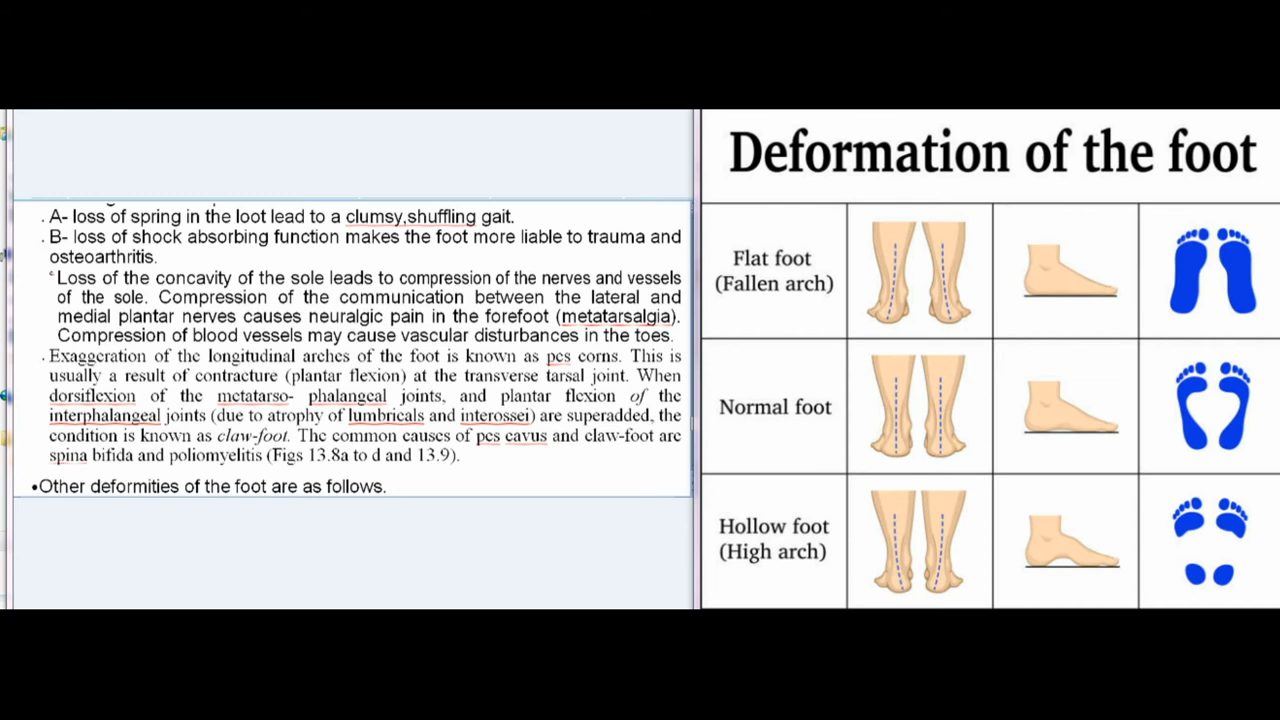 . A- loss of spring in the loot lead to a clumsy,shuffling gait.
. B- loss of shock absorbing function makes the foot more liable to trauma and
osteoarthritis.
c Loss of the concavity of the sole leads to compression of the nerves and vessels
of the sole. Compression of the communication between the lateral and
medial plantar nerves causes neuralgic pain in the forefoot (metatarsalgia).
Compression of blood vessels may cause vascular disturbances in the toes.
. Exaggeration of the longitudinal arches of the foot is known as pcs corns. This is
usually a result of contracture (plantar flexion) at the transverse tarsal joint. When
dorsiflexion of the metatarso- phalangeal joints, and plantar flexion of the
interphalangeal joints (due to atrophy of lumbricals and interossei) are superadded, the
condition is known as claw-foot. The common causes of pcs cavus and claw-foot are
spina bifida and poliomyelitis (Figs 13.8a to d and 13.9).
•Other deformities of the foot are as follows.
Deformation of the foot
Flat foot
(Fallen arch)
Normal foot
Hollow foot
(High arch)